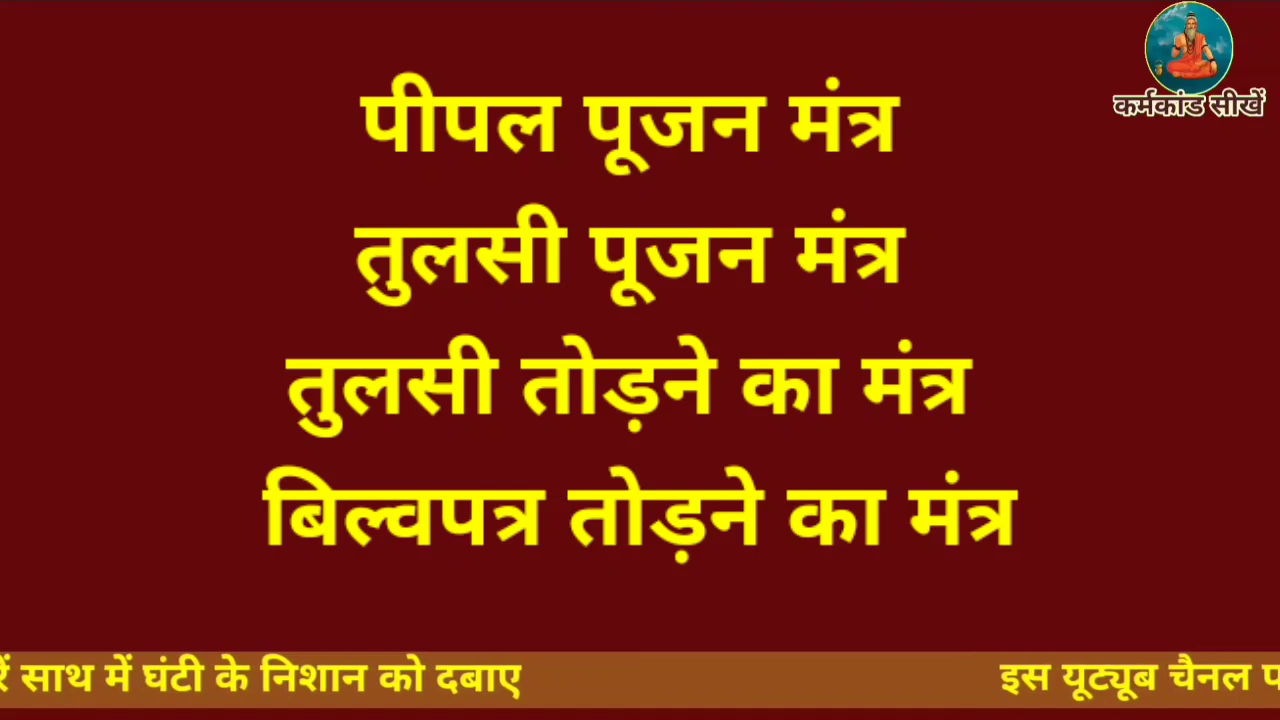 कर्मकांड सीखें
पीपल पूजन मंत्र
तुलसी पूजन मंत्र
तुलसी तोड़ने का मंत्र
बिल्वपत्र तोड़ने का मंत्र
साथ में घंटी के निशान को दबाए
इस यूट्यूब चैनल